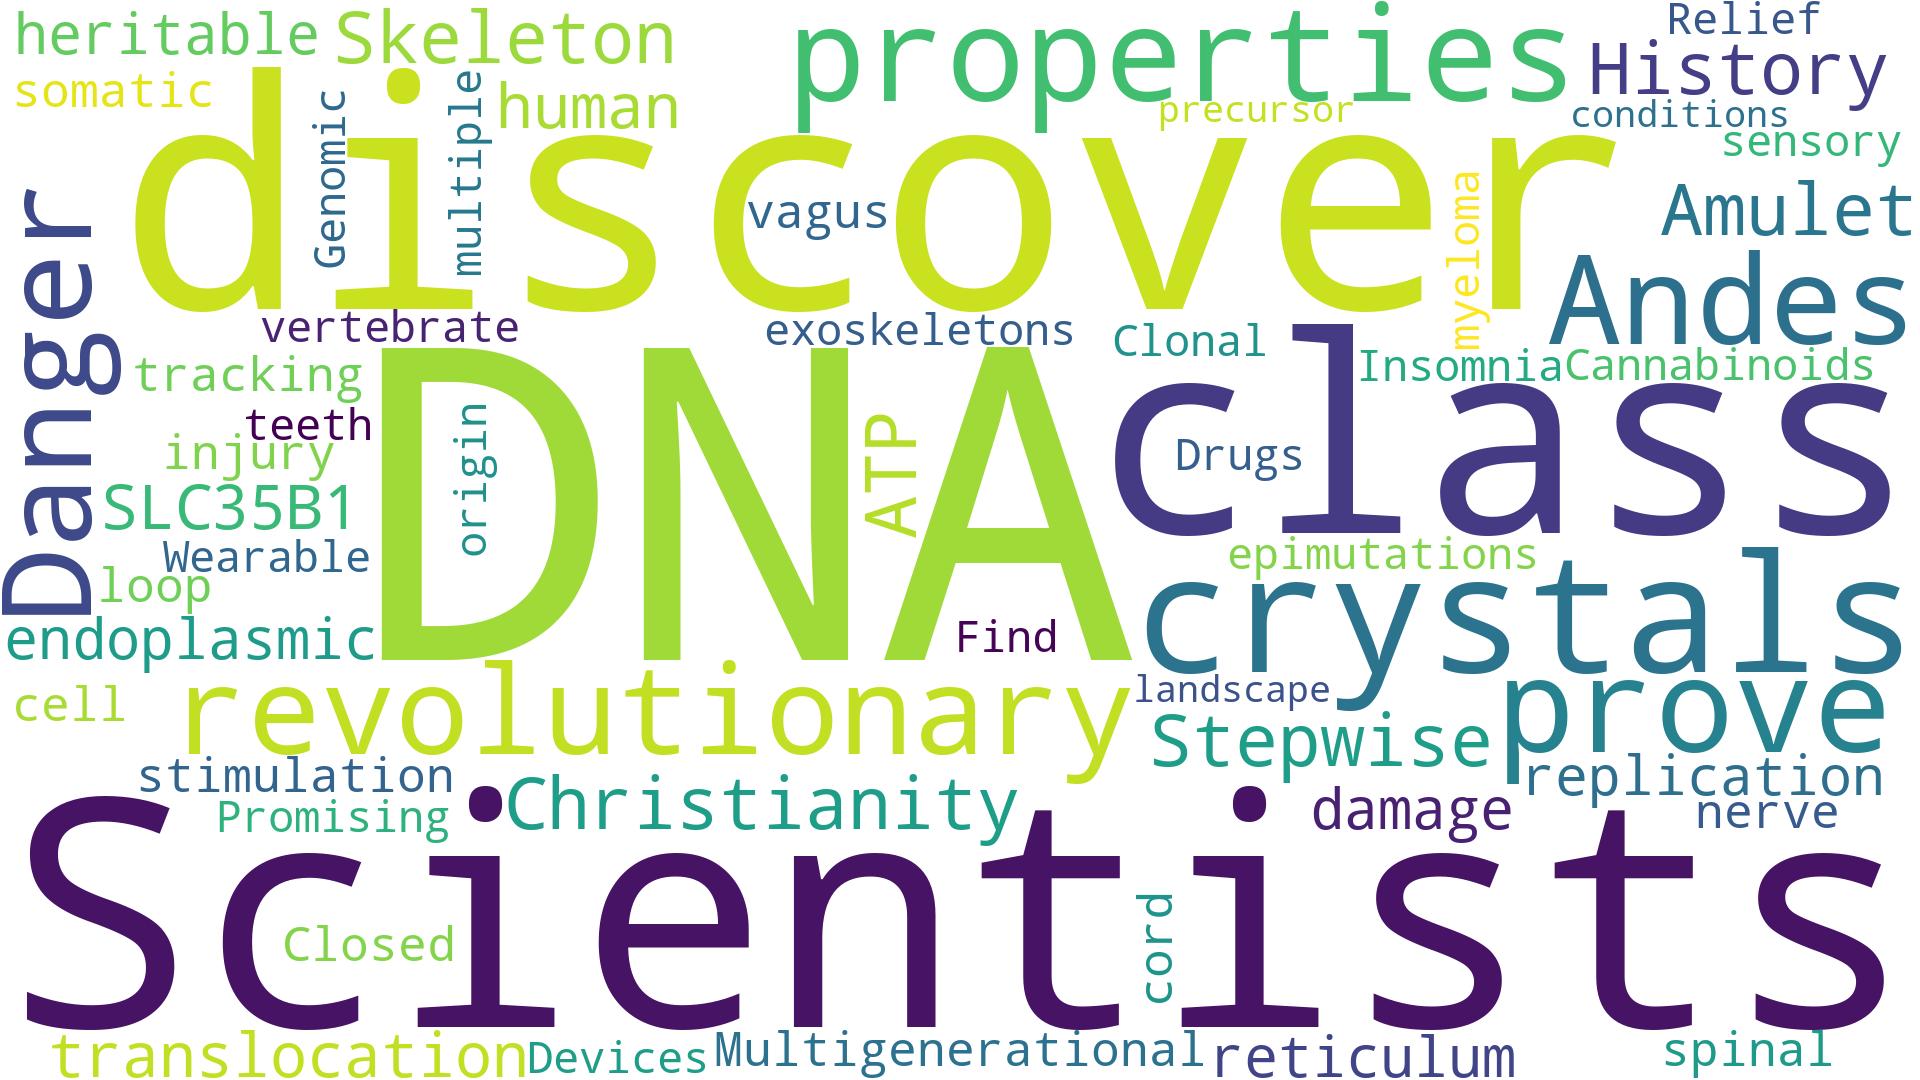 heritable
Skeleton
properties
Relief
History
somatic
human
multiple
Genomic
precursor
conditions
sensory
discover
vagus
myeloma
Amulet
Danger
Andes
vertebrate
exoskeletons
Clonal
Insomnia
Cannabinoids
tracking
teeth
injury
DNA
origin
ATP
class
Drugs
SLC35B1
Wearable
loop
epimutations
crystals
endoplasmic
Find
cell
revolutionary
landscape
prove
Stepwise
stimulation
replication
Promising
Christianity
damage
nerve
Scientists
Closed
cord
translocation
Devices
Multigenerational
reticulum
spinal